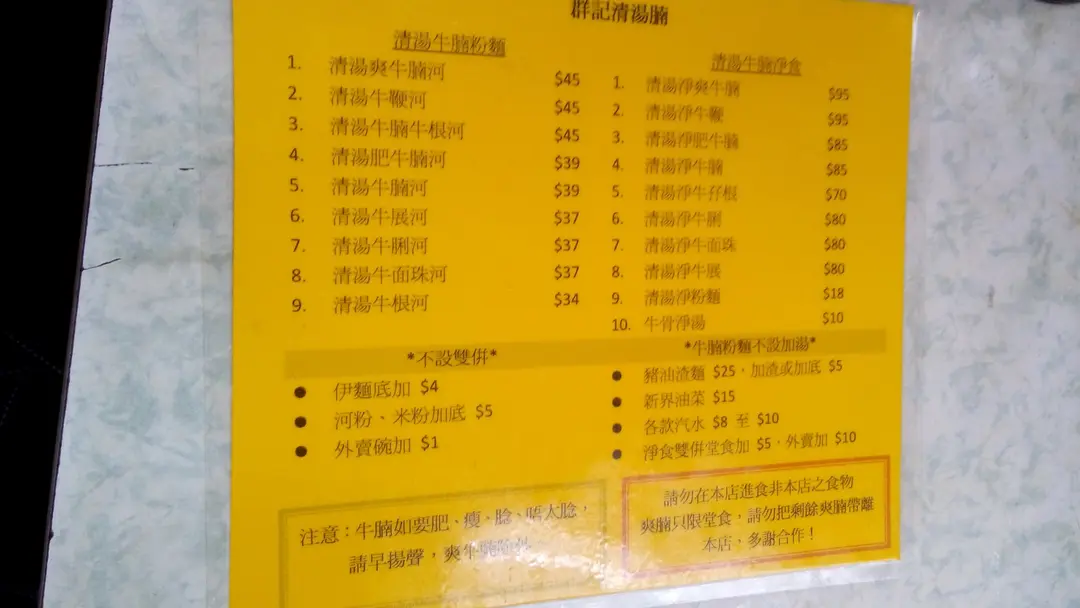 群記清湯腩
清湯牛腩粉麵
1. 清湯爽牛腩河 $45
2. 清湯牛鞭河 $45
3. 清湯牛腩牛根河 $45
4. 清湯肥牛腩河 $39
5. 清湯牛腩河 $39
6. 清湯牛展河 $37
7. 清湯牛脷河 $37
8. 清湯牛面珠河 $37
9. 清湯牛根河 $34
*不設雙併*
● 伊麵底加 $4
● 河粉、米粉加底 $5
● 外賣碗加 $1
注意：牛腩如要肥、瘦、腍、唔太腍，
請早揚聲，爽牛腩除外
清湯牛腩淨食
1. 清湯淨爽牛腩 $95
2. 清湯淨牛鞭 $95
3. 清湯淨肥牛腩 $85
4. 清湯淨牛腩 $85
5. 清湯淨牛孖根 $70
6. 清湯淨牛脷 $80
7. 清湯淨牛面珠 $80
8. 清湯淨牛展 $80
9. 清湯淨粉麵 $18
10. 牛骨淨湯 $10
*牛腩粉麵不設加湯*
● 豬油渣麵 $25，加渣或加底 $5
● 新界油菜 $15
● 各款汽水 $8 至 $10
● 淨食雙併堂食加 $5，外賣加 $10
請勿在本店進食非本店之食物
爽腩只限堂食，請勿把剩餘爽腩帶離
本店，多謝合作！